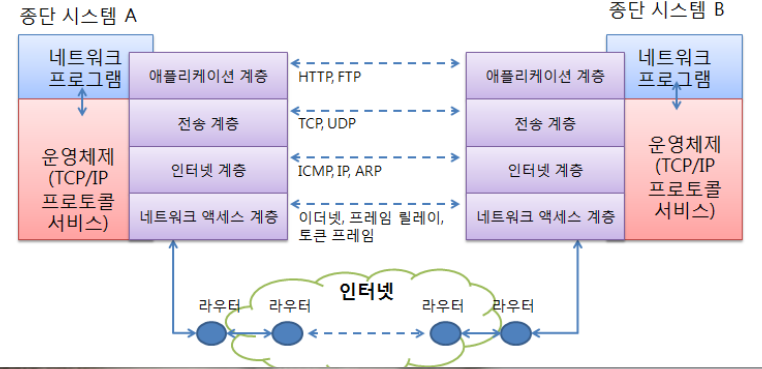 종단 시스템 A
종단 시스템 B
네트워크
프로그램
애플리케이션 계층
HTTP, FTP
애플리케이션 계층
네트워크
프로그램
전송 계층
TCP, UDP
전송 계층
운영체제
(TCP/IP
프로토콜
서비스)
인터넷 계층
ICMP, IP, ARP
인터넷 계층
운영체제
(TCP/IP
프로토콜
서비스)
네트워크 액세스 계층
이더넷, 프레임 릴레이,
토큰 프레임
네트워크 액세스 계층
인터넷
라우터
라우터
라우터
라우터